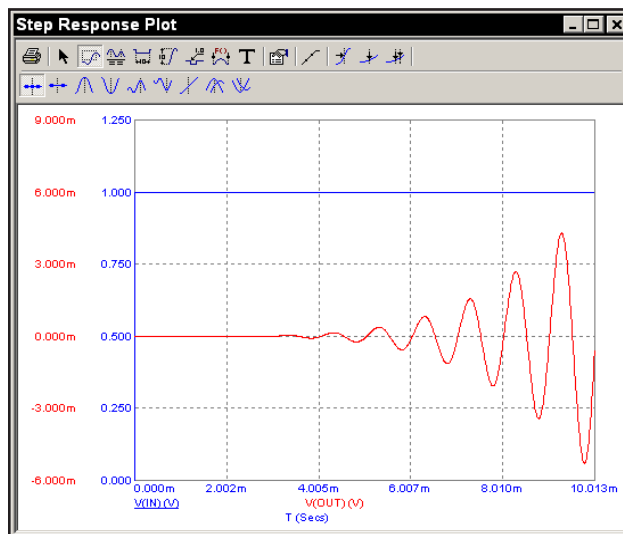 Step Response Plot
T
9.000m 1.250
6.000m 1.000
3.000m 0.750
0.000m 0.500
-3.000m 0.250
-6.000m 0.000
0.000m 2.002m 4.005m 6.007m 8.010m 10.013m
V(IN) (V) V(OUT) (V)
T (Secs)